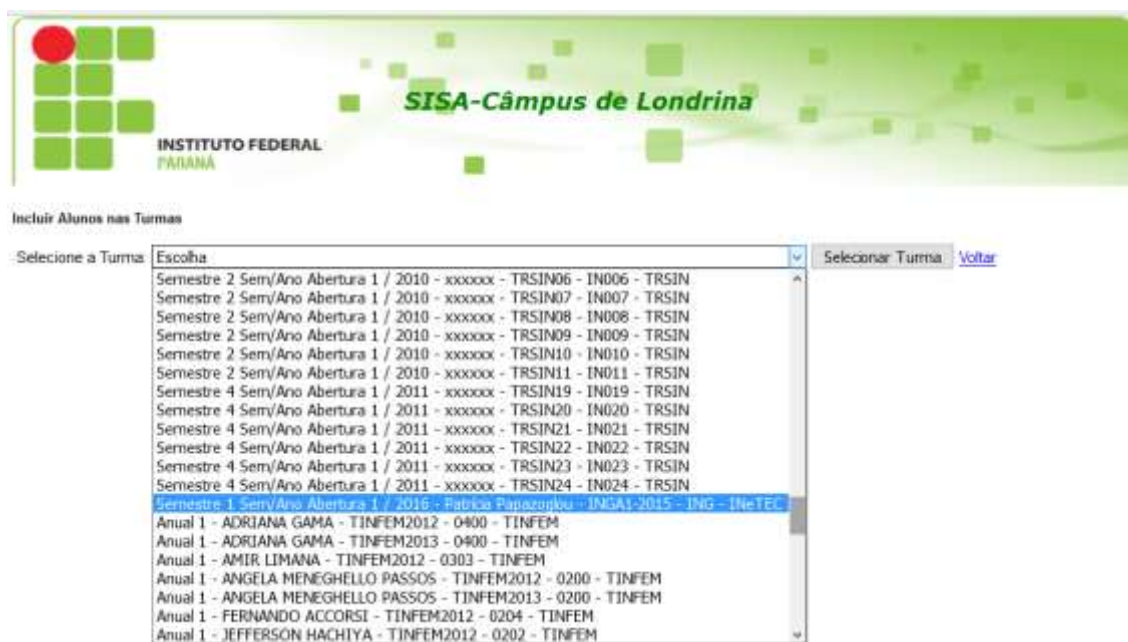 SISA-Câmpus de Londrina
INSTITUTO FEDERAL
PARANÁ
Incluir Alunos nas Turmas
Selecione a Turma Escolha Selecionar Turma Voltar
Semestre 2 Sem/Ano Abertura 1 / 2010 - xxxxxx - TRSIN06 - IN006 - TRSIN
Semestre 2 Sem/Ano Abertura 1 / 2010 - xxxxxx - TRSIN07 - IN007 - TRSIN
Semestre 2 Sem/Ano Abertura 1 / 2010 - xxxxxx - TRSIN08 - IN008 - TRSIN
Semestre 2 Sem/Ano Abertura 1 / 2010 - xxxxxx - TRSIN09 - IN009 - TRSIN
Semestre 2 Sem/Ano Abertura 1 / 2010 - xxxxxx - TRSIN10 - IN010 - TRSIN
Semestre 2 Sem/Ano Abertura 1 / 2010 - xxxxxx - TRSIN11 - IN011 - TRSIN
Semestre 4 Sem/Ano Abertura 1 / 2011 - xxxxxx - TRSIN19 - IN019 - TRSIN
Semestre 4 Sem/Ano Abertura 1 / 2011 - xxxxxx - TRSIN20 - IN020 - TRSIN
Semestre 4 Sem/Ano Abertura 1 / 2011 - xxxxxx - TRSIN21 - IN021 - TRSIN
Semestre 4 Sem/Ano Abertura 1 / 2011 - xxxxxx - TRSIN22 - IN022 - TRSIN
Semestre 4 Sem/Ano Abertura 1 / 2011 - xxxxxx - TRSIN23 - IN023 - TRSIN
Semestre 4 Sem/Ano Abertura 1 / 2011 - xxxxxx - TRSIN24 - IN024 - TRSIN
Semestre 1 Sem/Ano Abertura 1 / 2016 - Patricia Papazoglou - INGA1-2015 - ING - INeTEC
Anual 1 - ADRIANA GAMA - TINFEM2012 - 0400 - TINFEM
Anual 1 - ADRIANA GAMA - TINFEM2013 - 0400 - TINFEM
Anual 1 - AMIR LIMANA - TINFEM2012 - 0303 - TINFEM
Anual 1 - ANGELA MENEGHELLO PASSOS - TINFEM2012 - 0200 - TINFEM
Anual 1 - ANGELA MENEGHELLO PASSOS - TINFEM2013 - 0200 - TINFEM
Anual 1 - FERNANDO ACCORSI - TINFEM2012 - 0204 - TINFEM
Anual 1 - JEFFERSON HACHIYA - TINFEM2012 - 0202 - TINFEM